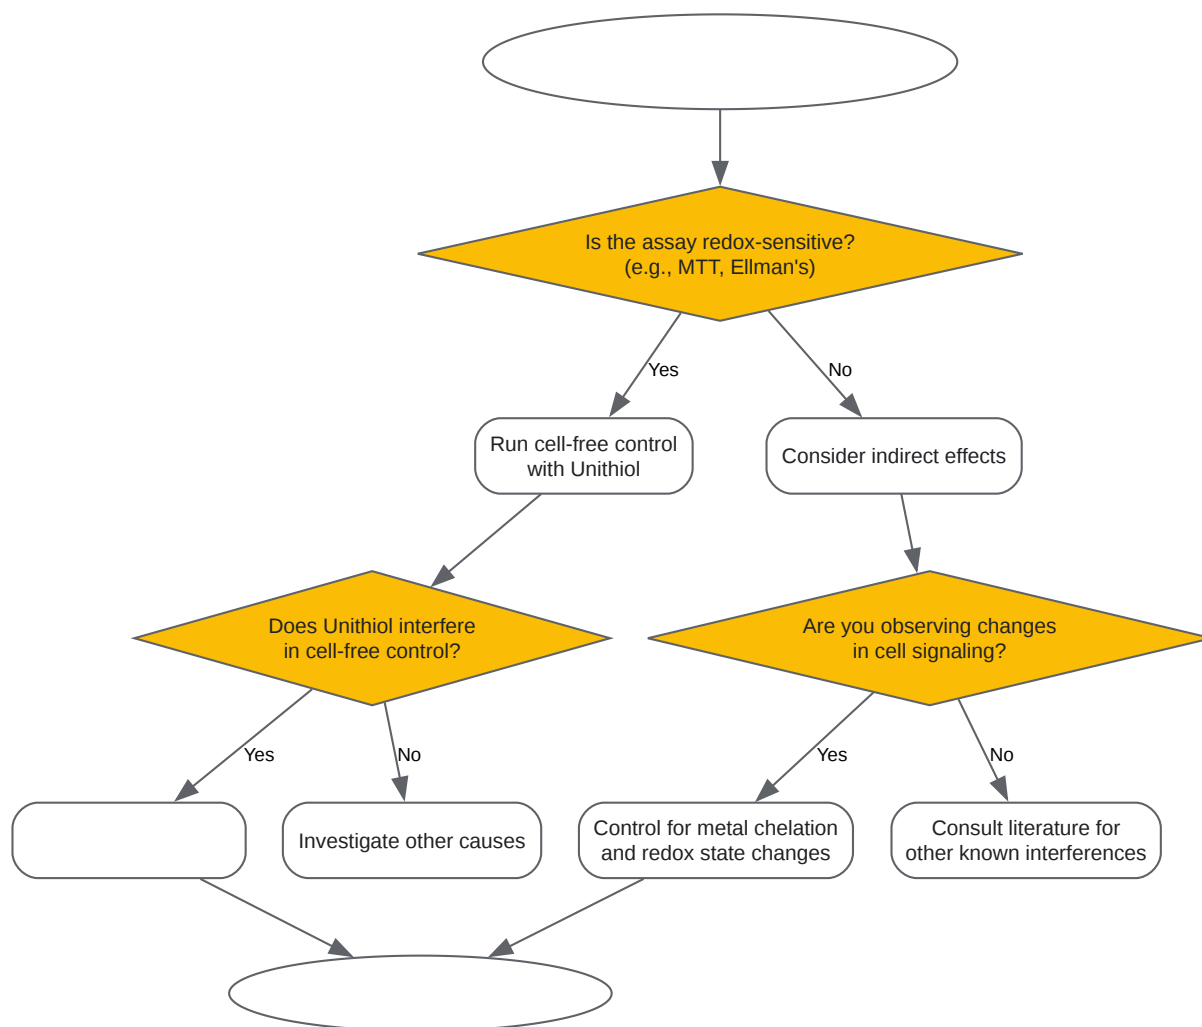 Is the assay redox-sensitive?
(e.g., MTT, Ellman's)
Yes
No
Run cell-free control
with Unithiol
Consider indirect effects
Does Unithiol interfere
in cell-free control?
Are you observing changes
in cell signaling?
Yes
No
Yes
No
Investigate other causes
Control for metal chelation
and redox state changes
Consult literature for
other known interferences